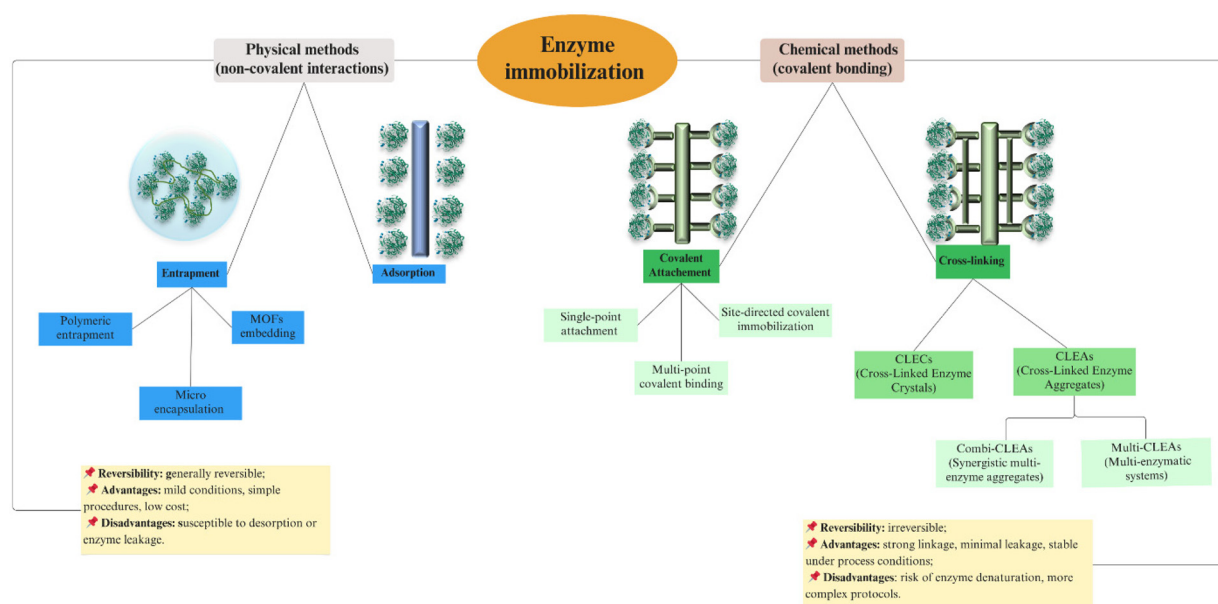 Enzyme
immobilization
Physical methods
(non-covalent interactions)
Chemical methods
(covalent bonding)
Entrapment
Adsorption
Polymeric
entrapment
MOFs
embedding
Micro
encapsulation
Covalent
Attachement
Cross-linking
Single-point
attachment
Site-directed covalent
immobilization
Multi-point
covalent binding
CLECs
(Cross-Linked Enzyme
Crystals)
CLEAs
(Cross-Linked Enzyme
Aggregates)
Combi-CLEAs
(Synergistic multi-
enzyme aggregates)
Multi-CLEAs
(Multi-enzymatic
systems)
Reversibility: generally reversible;
Advantages: mild conditions, simple
procedures, low cost;
Disadvantages: susceptible to desorption or
enzyme leakage.
Reversibility: irreversible;
Advantages: strong linkage, minimal leakage, stable
under process conditions;
Disadvantages: risk of enzyme denaturation, more
complex protocols.